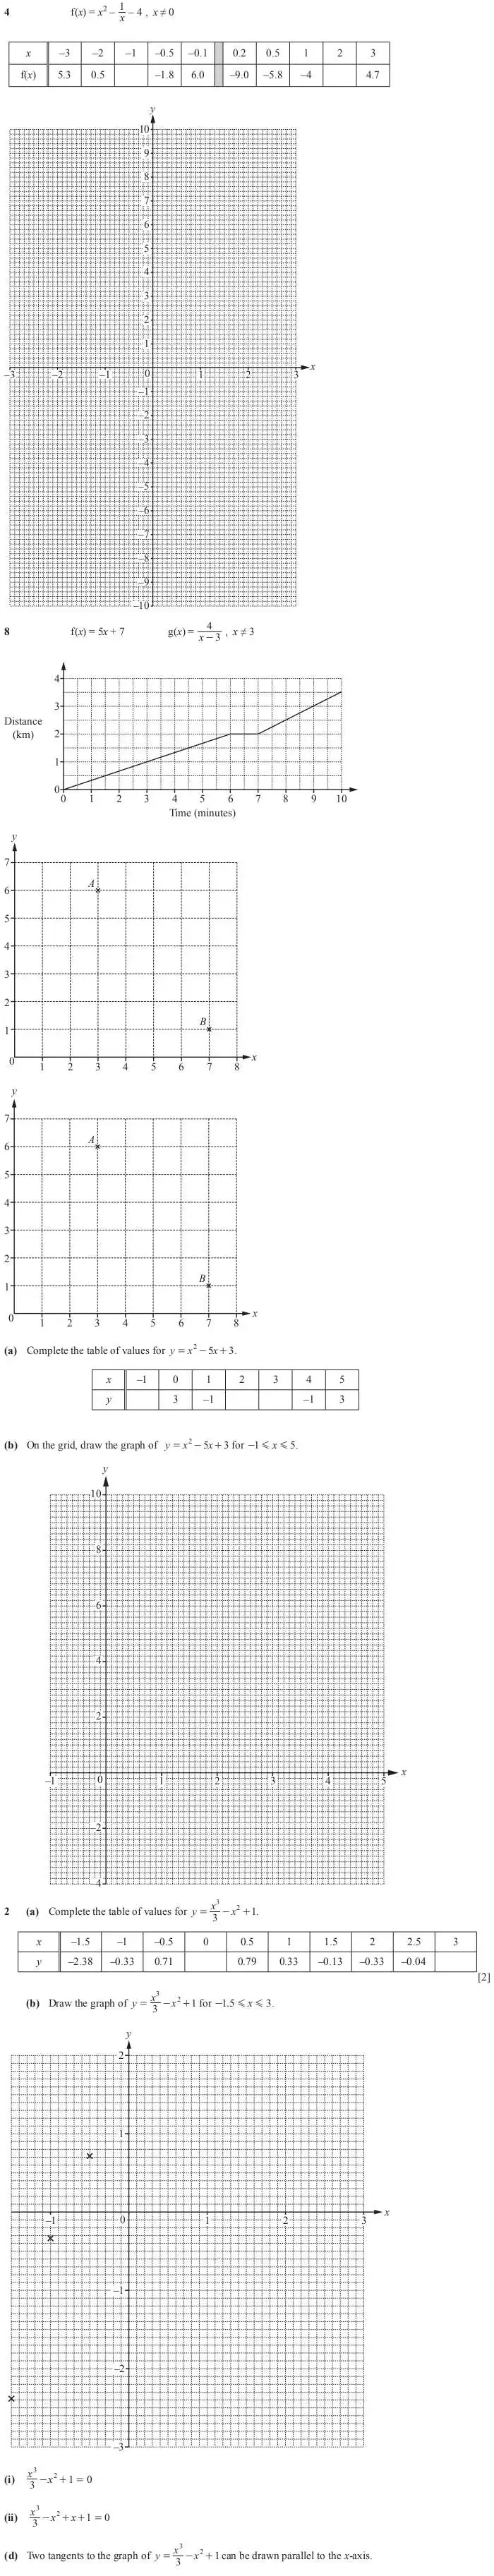 4 f(x) = x² − 1/x − 4 , x ≠ 0
x −3 −2 −1 −0.5 −0.1 0.2 0.5 1 2 3
f(x) 5.3 0.5 −1.8 6.0 −9.0 −5.8 −4 4.7
y
10
9
8
7
6
5
4
3
2
1
−3 −2 −1 0 1 2 3 x
−1
−2
−3
−4
−5
−6
−7
−8
−9
−10
8 f(x) = 5x + 7 g(x) = 4/(x − 3) , x ≠ 3
4
3
Distance
(km) 2
1
0
0 1 2 3 4 5 6 7 8 9 10
Time (minutes)
y
7
6 A
5
4
3
2
1 B
0 1 2 3 4 5 6 7 8 x
y
7
6 A
5
4
3
2
1 B
0 1 2 3 4 5 6 7 8 x
(a) Complete the table of values for y = x² − 5x + 3.
x −1 0 1 2 3 4 5
y 3 −1 −1 3
(b) On the grid, draw the graph of y = x² − 5x + 3 for −1 ⩽ x ⩽ 5.
y
10
8
6
4
2
−1 0 1 2 3 4 5 x
−2
−4
2 (a) Complete the table of values for y = x³/3 − x² + 1.
x −1.5 −1 −0.5 0 0.5 1 1.5 2 2.5 3
y −2.38 −0.33 0.71 0.79 0.33 −0.13 −0.33 −0.04
[2]
(b) Draw the graph of y = x³/3 − x² + 1 for −1.5 ⩽ x ⩽ 3.
y
2
1
−1 0 1 2 3 x
−1
−2
−3
(i) x³/3 − x² + 1 = 0
(ii) x³/3 − x² + x + 1 = 0
(d) Two tangents to the graph of y = x³/3 − x² + 1 can be drawn parallel to the x-axis.